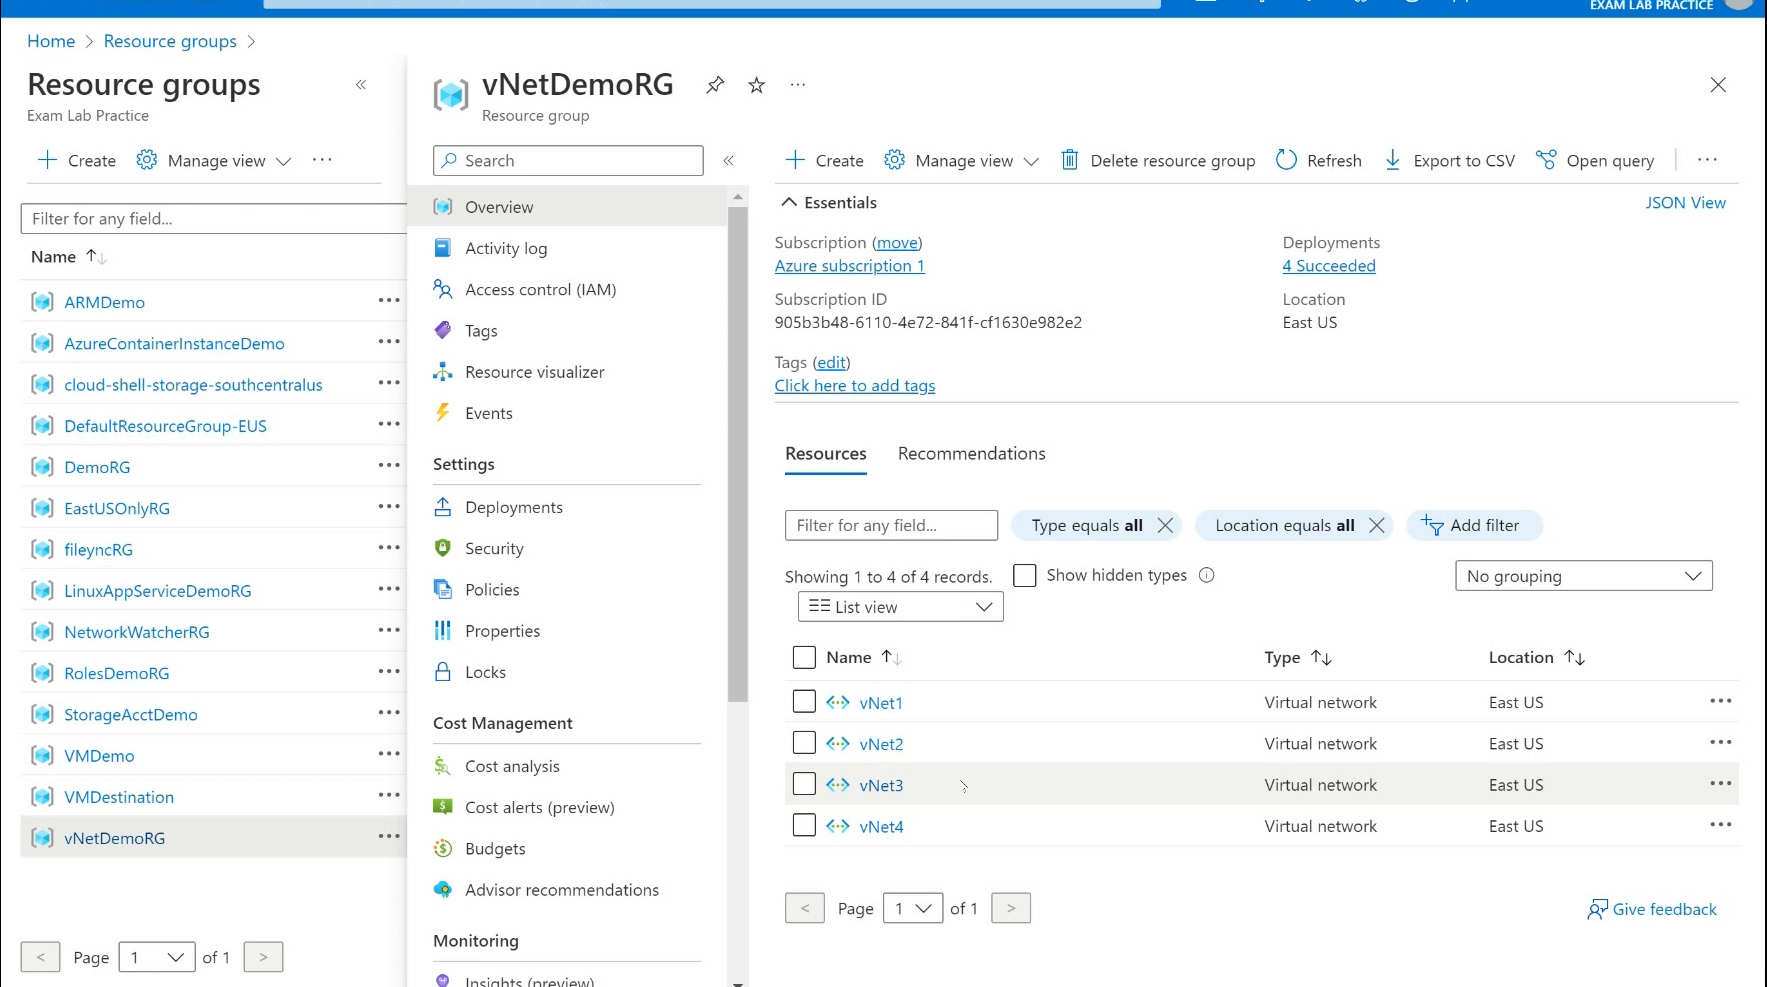 EXAM LAB PRACTICE
Home > Resource groups >
Resource groups
Exam Lab Practice
Create
Manage view
Filter for any field...
Name
ARMDemo
AzureContainerInstanceDemo
cloud-shell-storage-southcentralus
DefaultResourceGroup-EUS
DemoRG
EastUSOnlyRG
fileyncRG
LinuxAppServiceDemoRG
NetworkWatcherRG
RolesDemoRG
StorageAcctDemo
VMDemo
VMDestination
vNetDemoRG
< Page 1 of 1 >
vNetDemoRG
Resource group
Search
Overview
Activity log
Access control (IAM)
Tags
Resource visualizer
Events
Settings
Deployments
Security
Policies
Properties
Locks
Cost Management
Cost analysis
Cost alerts (preview)
Budgets
Advisor recommendations
Monitoring
Insights (preview)
Create Manage view Delete resource group Refresh Export to CSV Open query
Essentials
JSON View
Subscription (move)
Azure subscription 1
Subscription ID
905b3b48-6110-4e72-841f-cf1630e982e2
Deployments
4 Succeeded
Location
East US
Tags (edit)
Click here to add tags
Resources Recommendations
Filter for any field... Type equals all Location equals all Add filter
Showing 1 to 4 of 4 records. Show hidden types No grouping
List view
Name Type Location
vNet1 Virtual network East US
vNet2 Virtual network East US
vNet3 Virtual network East US
vNet4 Virtual network East US
< Page 1 of 1 >
Give feedback